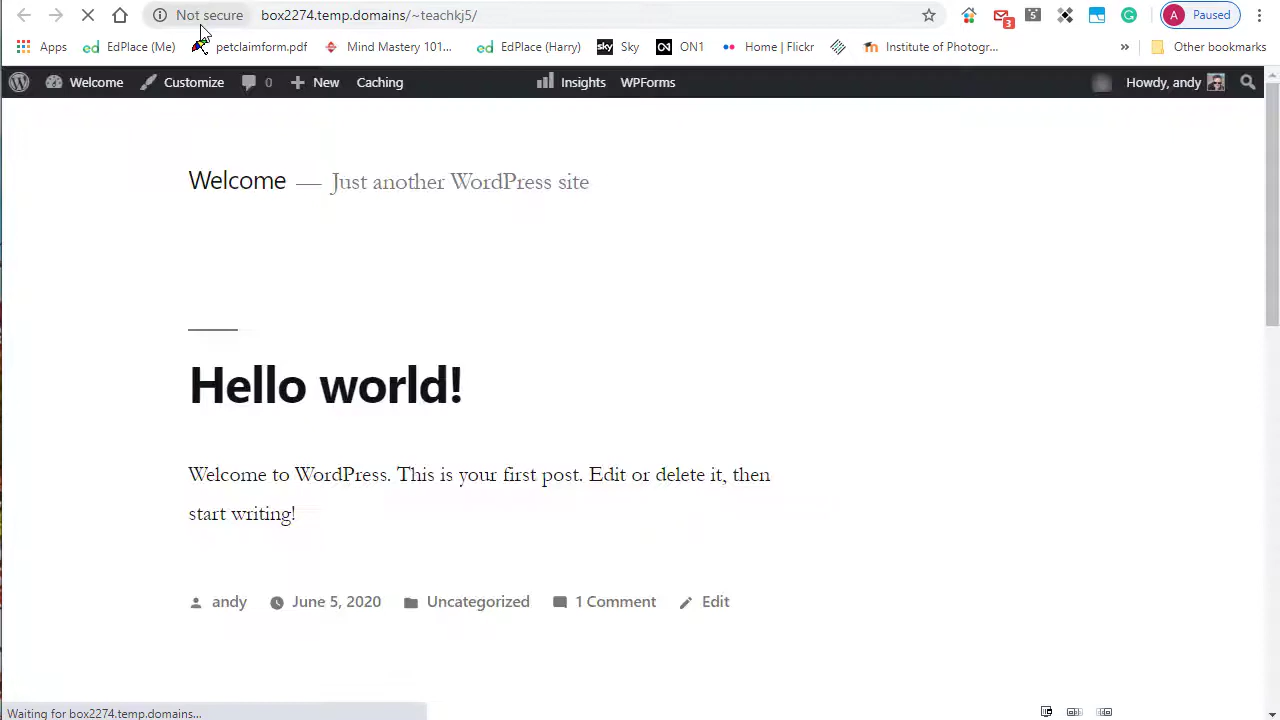 Not secure box2274.temp.domains/~teachkj5/ 3 5 A Paused
Apps EdPlace (Me) petclaimform.pdf Mind Mastery 101... EdPlace (Harry) sky Sky ON1 Home | Flickr Institute of Photogr... » Other bookmarks
Welcome Customize 0 New Caching Insights WPForms Howdy, andy
Welcome — Just another WordPress site
Hello world!
Welcome to WordPress. This is your first post. Edit or delete it, then
start writing!
andy June 5, 2020 Uncategorized 1 Comment Edit
Waiting for box2274.temp.domains...